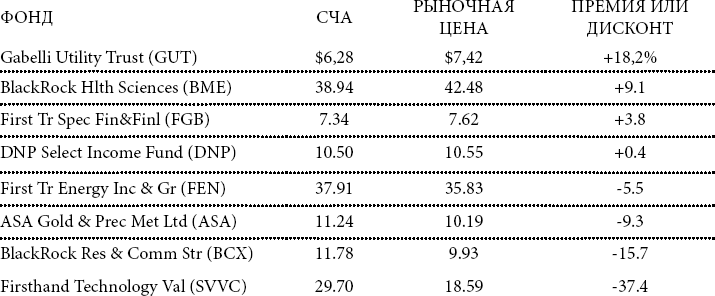 ФОНД СЧА РЫНОЧНАЯ ЦЕНА ПРЕМИЯ ИЛИ ДИСКОНТ
Gabelli Utility Trust (GUT) $6,28 $7,42 +18,2%
BlackRock Hlth Sciences (BME) 38.94 42.48 +9.1
First Tr Spec Fin&Finl (FGB) 7.34 7.62 +3.8
DNP Select Income Fund (DNP) 10.50 10.55 +0.4
First Tr Energy Inc & Gr (FEN) 37.91 35.83 -5.5
ASA Gold & Prec Met Ltd (ASA) 11.24 10.19 -9.3
BlackRock Res & Comm Str (BCX) 11.78 9.93 -15.7
Firsthand Technology Val (SVVC) 29.70 18.59 -37.4